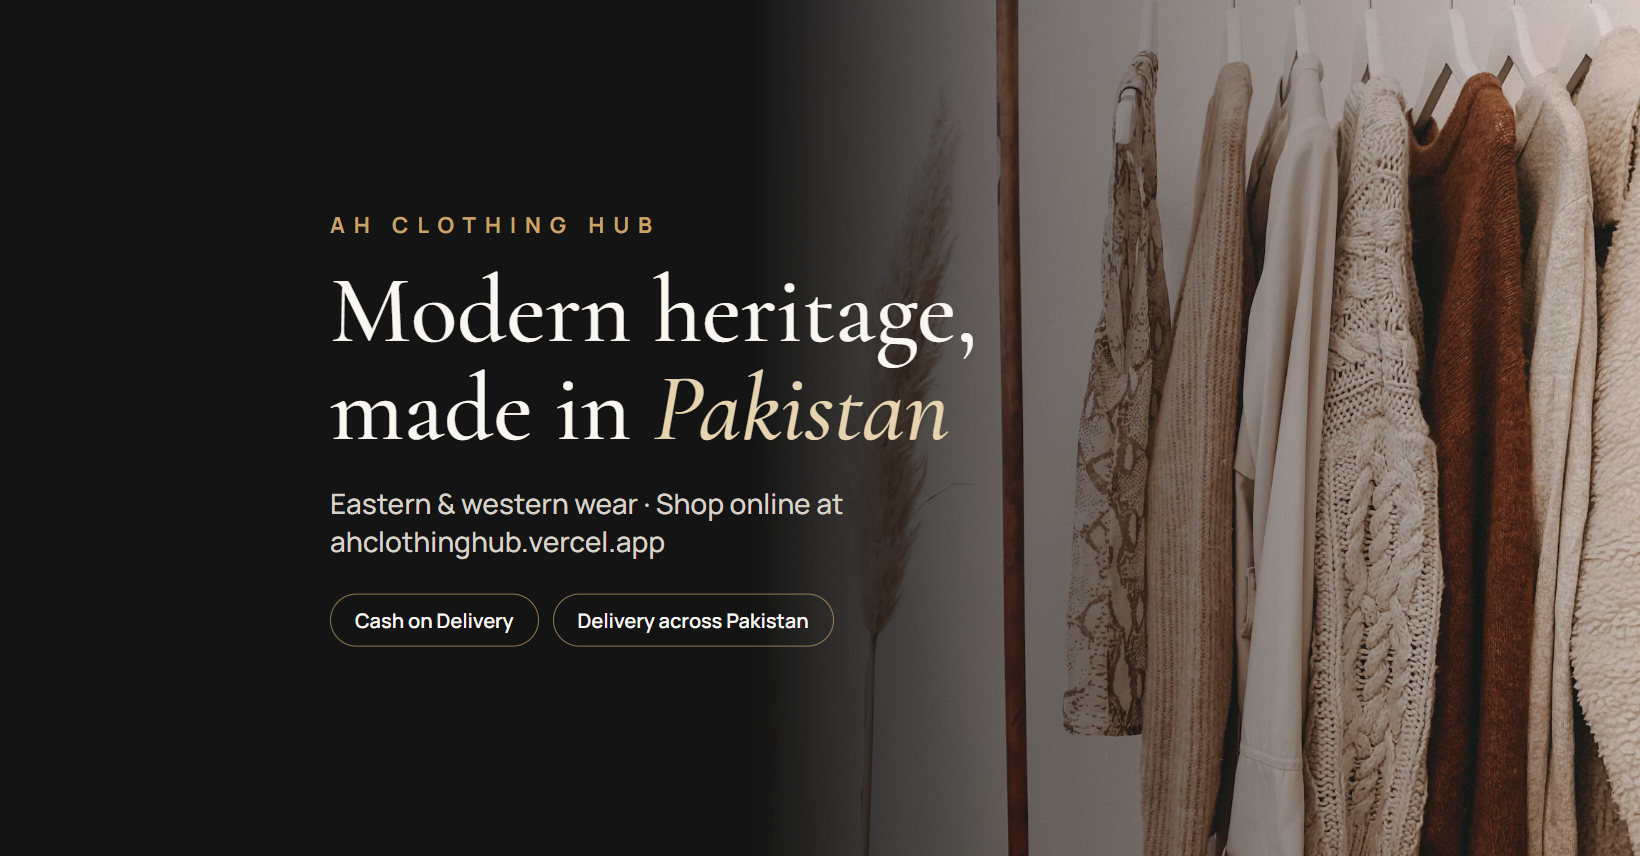 AH CLOTHING HUB
Modern heritage,
made in Pakistan
Eastern & western wear · Shop online at
ahclothinghub.vercel.app
Cash on Delivery
Delivery across Pakistan